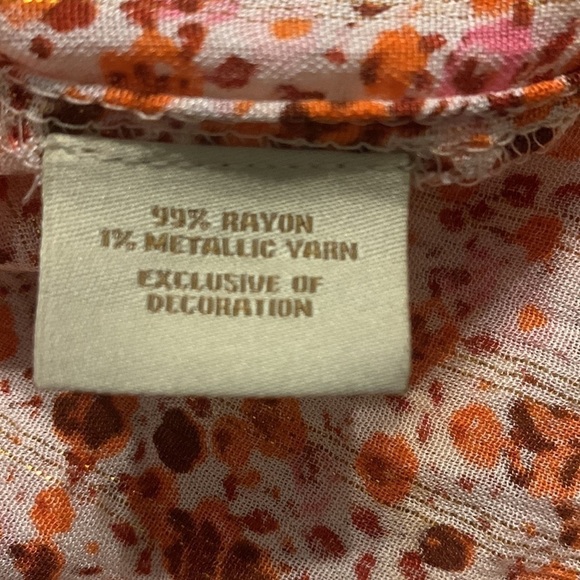 99% RAYON
1% METALLIC YARN
EXCLUSIVE OF
DECORATION